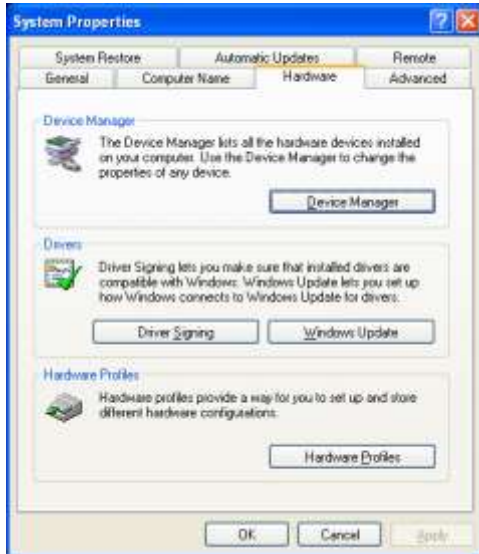 System Properties
System Restore Automatic Updates Remote
General Computer Name Hardware Advanced
Device Manager
The Device Manager lists all the hardware devices installed
on your computer. Use the Device Manager to change the
properties of any device.
Device Manager
Drivers
Driver Signing lets you make sure that installed drivers are
compatible with Windows. Windows Update lets you set up
how Windows connects to Windows Update for drivers.
Driver Signing Windows Update
Hardware Profiles
Hardware profiles provide a way for you to set up and store
different hardware configurations.
Hardware Profiles
OK Cancel Apply